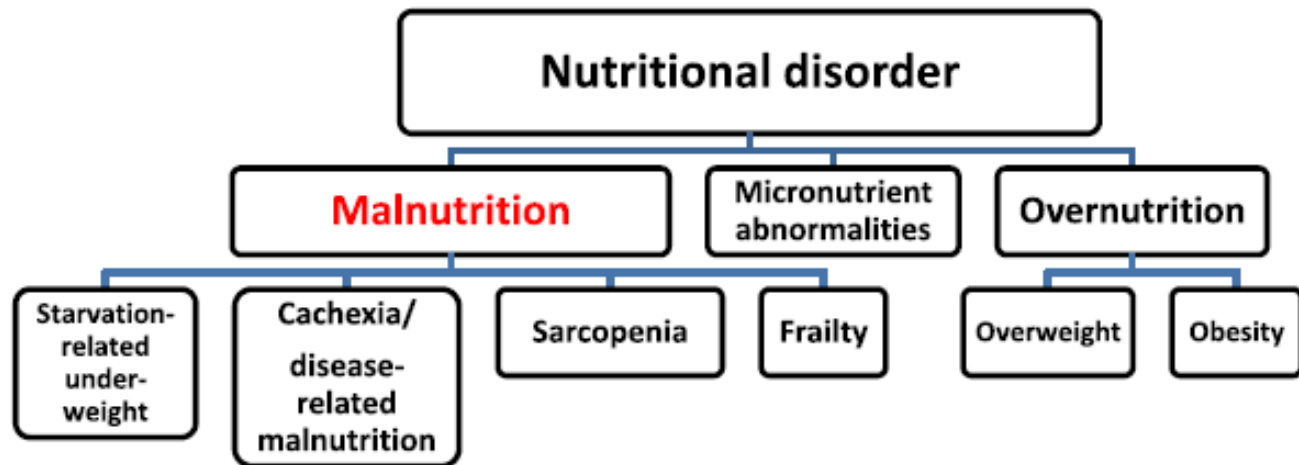 Nutritional disorder
Malnutrition
Micronutrient
abnormalities
Overnutrition
Starvation-
related
under-
weight
Cachexia/
disease-
related
malnutrition
Sarcopenia
Frailty
Overweight
Obesity